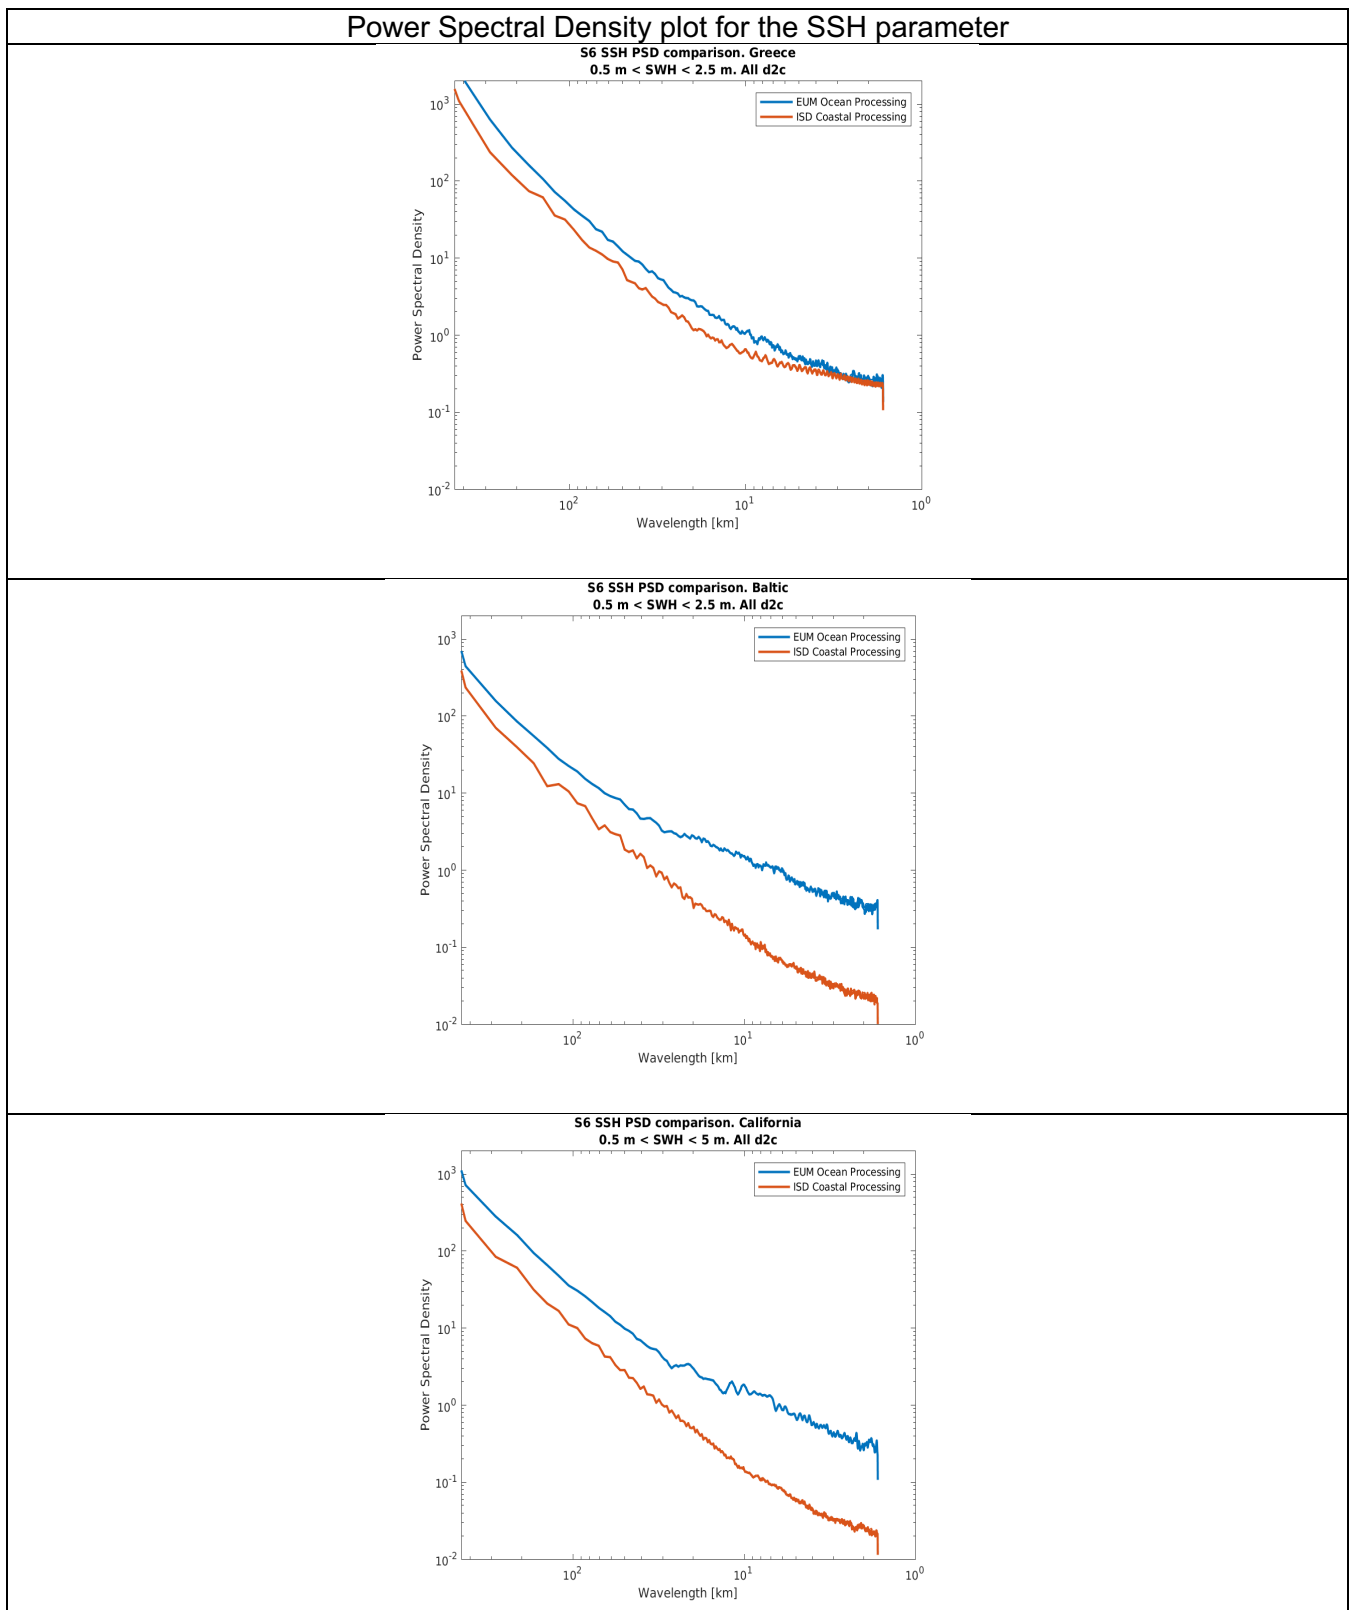 Power Spectral Density plot for the SSH parameter
S6 SSH PSD comparison. Greece
0.5 m < SWH < 2.5 m. All d2c
EUM Ocean Processing
ISD Coastal Processing
10^3
10^2
10^1
10^0
10^-1
10^-2
Power Spectral Density
10^2 10^1 10^0
Wavelength [km]
S6 SSH PSD comparison. Baltic
0.5 m < SWH < 2.5 m. All d2c
EUM Ocean Processing
ISD Coastal Processing
10^3
10^2
10^1
10^0
10^-1
10^-2
Power Spectral Density
10^2 10^1 10^0
Wavelength [km]
S6 SSH PSD comparison. California
0.5 m < SWH < 5 m. All d2c
EUM Ocean Processing
ISD Coastal Processing
10^3
10^2
10^1
10^0
10^-1
10^-2
Power Spectral Density
10^2 10^1 10^0
Wavelength [km]